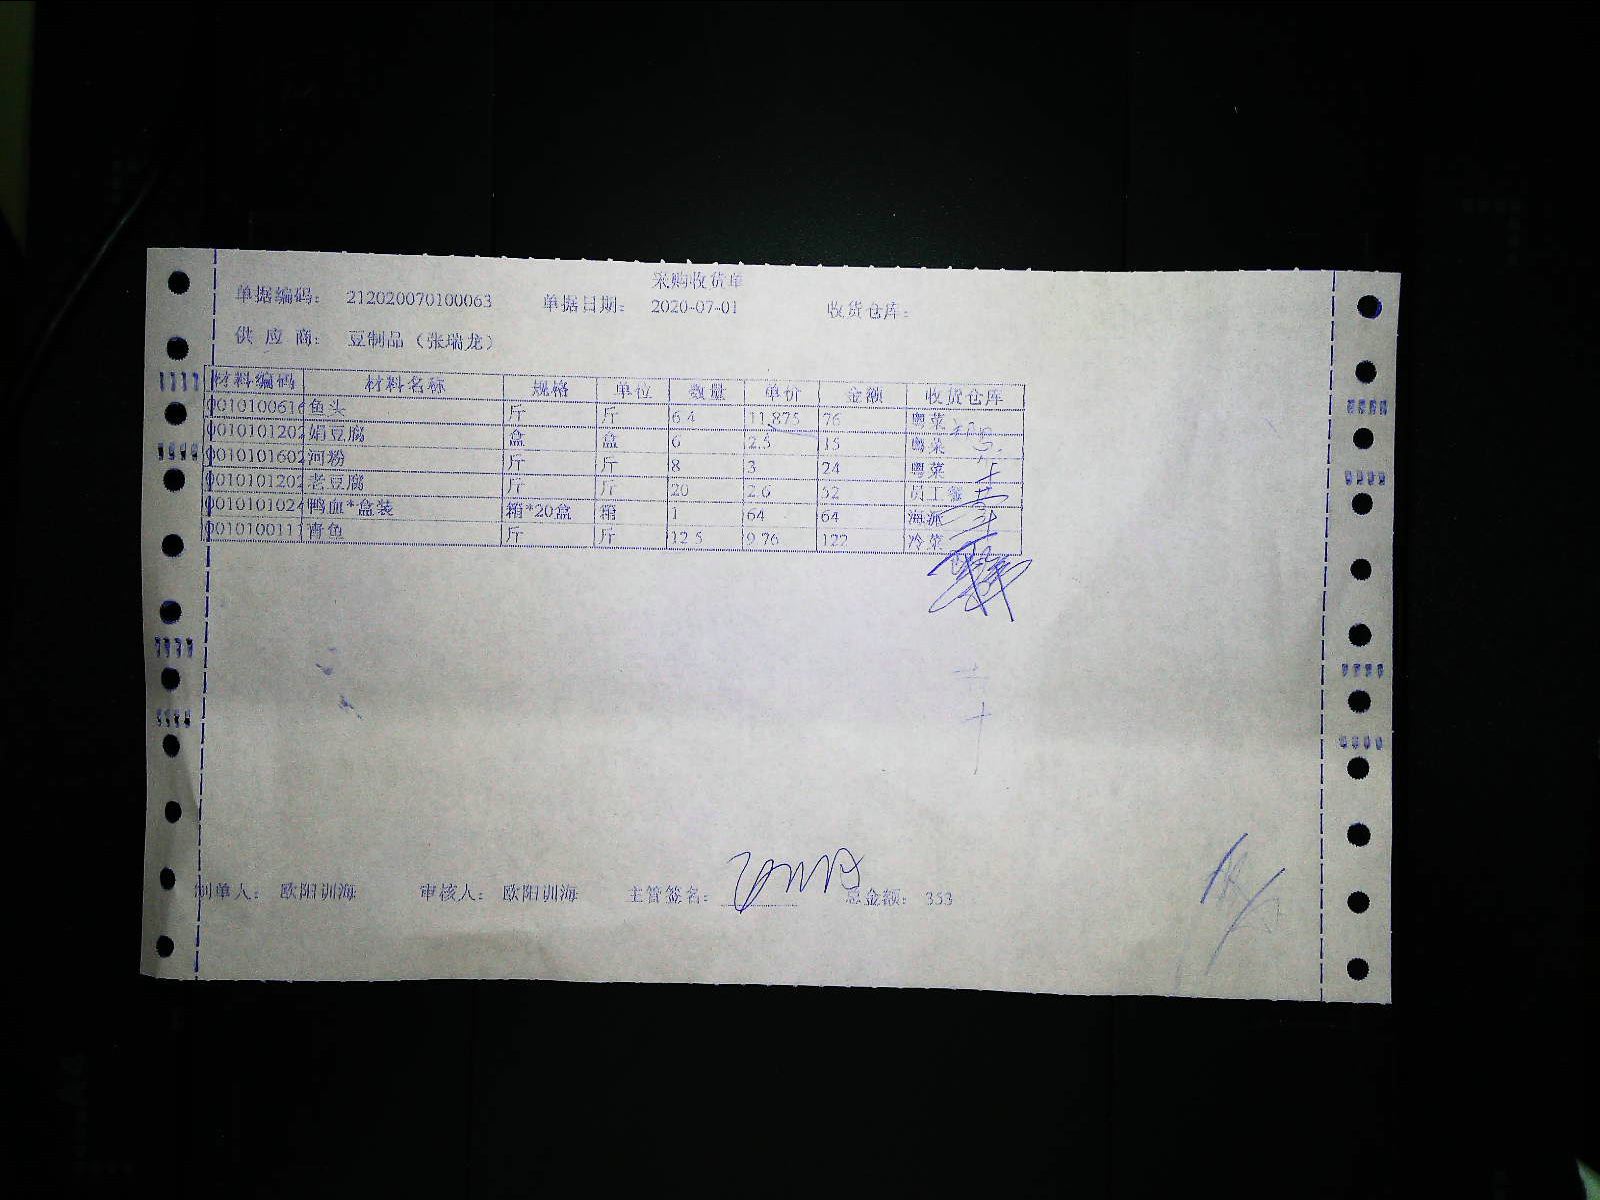 采购收货单
单据编码： 212020070100063 单据日期： 2020-07-01 收货仓库：
供 应 商： 豆制品（张瑞龙）
材料编码 材料名称 规格 单位 数量 单价 金额 收货仓库
0010100616 鱼头 斤 斤 6.4 11.875 76 粤菜
0010101202 娟豆腐 盒 盒 6 2.5 15 粤菜
0010101602 河粉 斤 斤 8 3 24 粤菜
0010101202 老豆腐 斤 斤 20 2.6 52 员工餐
0010101024 鸭血*盒装 箱*20盒 箱 1 64 64 海派
0010100111 青鱼 斤 斤 12.5 9.76 122 冷菜
制单人： 欧阳训海 审核人： 欧阳训海 主管签名： 总金额： 353